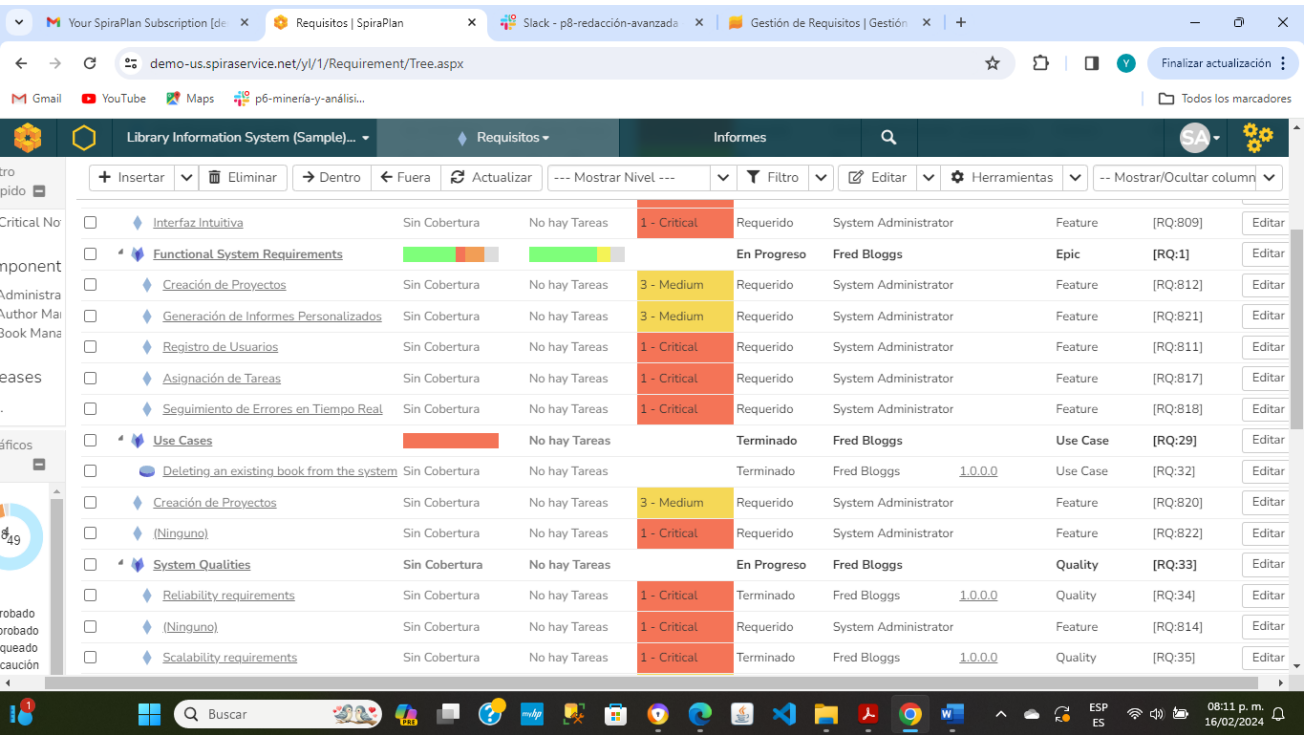 Your SpiraPlan Subscription [de
Requisitos | SpiraPlan
Slack - p8-redacción-avanzada
Gestión de Requisitos | Gestión
demo-us.spiraservice.net/yl/1/Requirement/Tree.aspx
Y
Finalizar actualización
Gmail
YouTube
Maps
p6-minería-y-análisi...
Todos los marcadores
Library Information System (Sample)...
Requisitos
Informes
SA
tro
pido
Insertar
Eliminar
Dentro
Fuera
Actualizar
--- Mostrar Nivel ---
Filtro
Editar
Herramientas
-- Mostrar/Ocultar column
Critical No
mponent
Administra
Author Ma
Book Mana
eases
áficos
49
robado
probado
queado
caución
Interfaz Intuitiva Sin Cobertura No hay Tareas 1 - Critical Requerido System Administrator Feature [RQ:809] Editar
Functional System Requirements En Progreso Fred Bloggs Epic [RQ:1] Editar
Creación de Proyectos Sin Cobertura No hay Tareas 3 - Medium Requerido System Administrator Feature [RQ:812] Editar
Generación de Informes Personalizados Sin Cobertura No hay Tareas 3 - Medium Requerido System Administrator Feature [RQ:821] Editar
Registro de Usuarios Sin Cobertura No hay Tareas 1 - Critical Requerido System Administrator Feature [RQ:811] Editar
Asignación de Tareas Sin Cobertura No hay Tareas 1 - Critical Requerido System Administrator Feature [RQ:817] Editar
Seguimiento de Errores en Tiempo Real Sin Cobertura No hay Tareas 1 - Critical Requerido System Administrator Feature [RQ:818] Editar
Use Cases No hay Tareas Terminado Fred Bloggs Use Case [RQ:29] Editar
Deleting an existing book from the system Sin Cobertura No hay Tareas Terminado Fred Bloggs 1.0.0.0 Use Case [RQ:32] Editar
Creación de Proyectos Sin Cobertura No hay Tareas 3 - Medium Requerido System Administrator Feature [RQ:820] Editar
(Ninguno) Sin Cobertura No hay Tareas 1 - Critical Requerido System Administrator Feature [RQ:822] Editar
System Qualities Sin Cobertura No hay Tareas En Progreso Fred Bloggs Quality [RQ:33] Editar
Reliability requirements Sin Cobertura No hay Tareas 1 - Critical Terminado Fred Bloggs 1.0.0.0 Quality [RQ:34] Editar
(Ninguno) Sin Cobertura No hay Tareas 1 - Critical Requerido System Administrator Feature [RQ:814] Editar
Scalability requirements Sin Cobertura No hay Tareas 1 - Critical Terminado Fred Bloggs 1.0.0.0 Quality [RQ:35] Editar
1
Buscar
PRE
myhp
ESP
ES
08:11 p. m.
16/02/2024